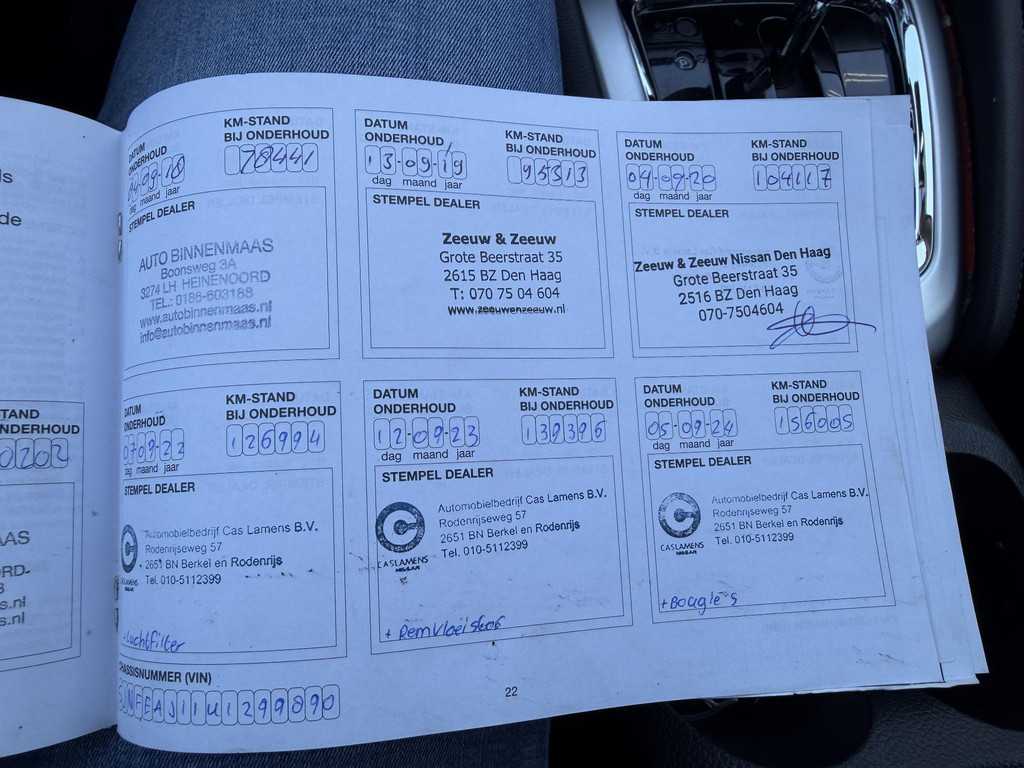 ls
de
TAND
ONDERHOUD
0202
AAS
ORD-
8
s.nl
s.nl
DATUM
ONDERHOUD
KM-STAND
BIJ ONDERHOUD
04-09-18
78441
dag maand jaar
STEMPEL DEALER
AUTO BINNENMAAS
Boonsweg 3A
3274 LH HEINENOORD
TEL.: 0186-603188
www.autobinnenmaas.nl
info@autobinnenmaas.nl
DATUM
ONDERHOUD
KM-STAND
BIJ ONDERHOUD
13-09-19
95313
dag maand jaar
STEMPEL DEALER
Zeeuw & Zeeuw
Grote Beerstraat 35
2615 BZ Den Haag
T: 070 75 04 604
www.zeeuwenzeeuw.nl
DATUM
ONDERHOUD
KM-STAND
BIJ ONDERHOUD
04-09-20
104117
dag maand jaar
STEMPEL DEALER
Zeeuw & Zeeuw Nissan Den Haag
Grote Beerstraat 35
2516 BZ Den Haag
070-7504604
DATUM
ONDERHOUD
KM-STAND
BIJ ONDERHOUD
07-09-22
126994
dag maand jaar
STEMPEL DEALER
Automobielbedrijf Cas Lamens B.V.
Rodenrijseweg 57
2651 BN Berkel en Rodenrijs
Tel. 010-5112399
CASLAMENS
+Luchtfilter
DATUM
ONDERHOUD
KM-STAND
BIJ ONDERHOUD
12-09-23
139396
dag maand jaar
STEMPEL DEALER
Automobielbedrijf Cas Lamens B.V.
Rodenrijseweg 57
2651 BN Berkel en Rodenrijs
Tel. 010-5112399
CASLAMENS
NISSAN
+ Remvloeistof
DATUM
ONDERHOUD
KM-STAND
BIJ ONDERHOUD
05-09-24
156005
dag maand jaar
STEMPEL DEALER
Automobielbedrijf Cas Lamens B.V.
Rodenrijseweg 57
2651 BN Berkel en Rodenrijs
Tel. 010-5112399
CASLAMENS
NISSAN
+Bougies
CHASSISNUMMER (VIN)
SJNFEAJ11U1299890
22